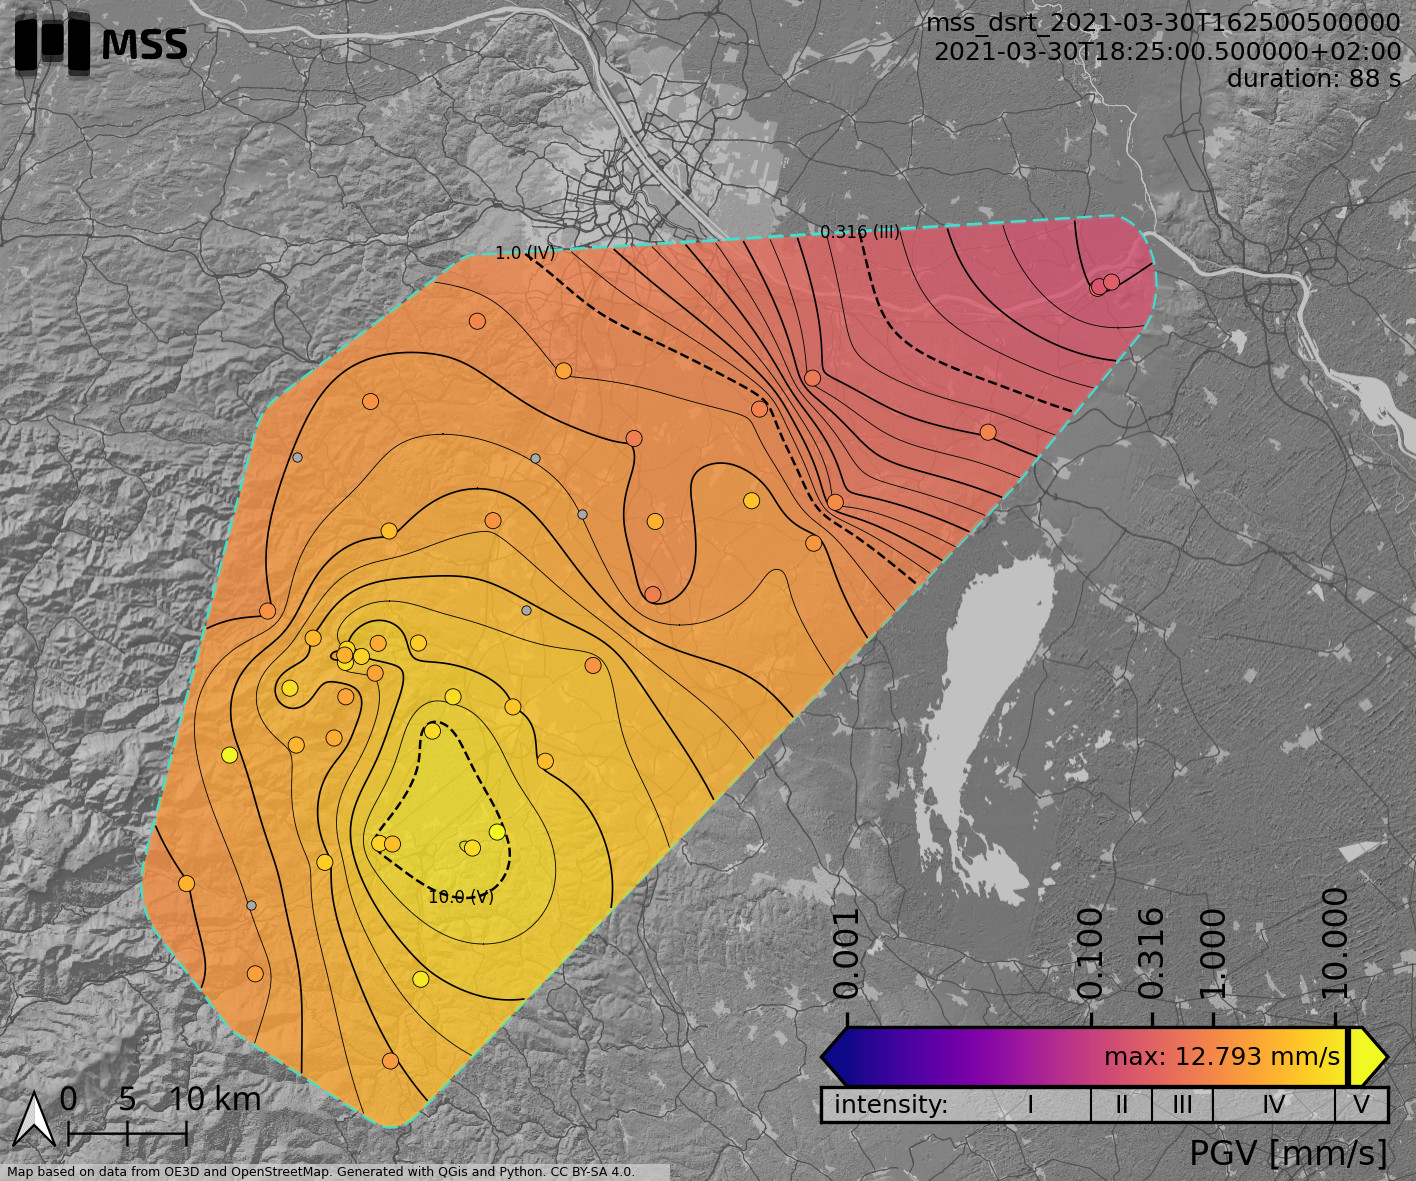 MSS
mss_dsrt_2021-03-30T162500500000
2021-03-30T18:25:00.500000+02:00
duration: 88 s
0.316 (III)
1.0 (IV)
10.0 (V)
0.001
0.100
0.316
1.000
10.000
max: 12.793 mm/s
intensity: I II III IV V
PGV [mm/s]
0 5 10 km
Map based on data from OE3D and OpenStreetMap. Generated with QGis and Python. CC BY-SA 4.0.